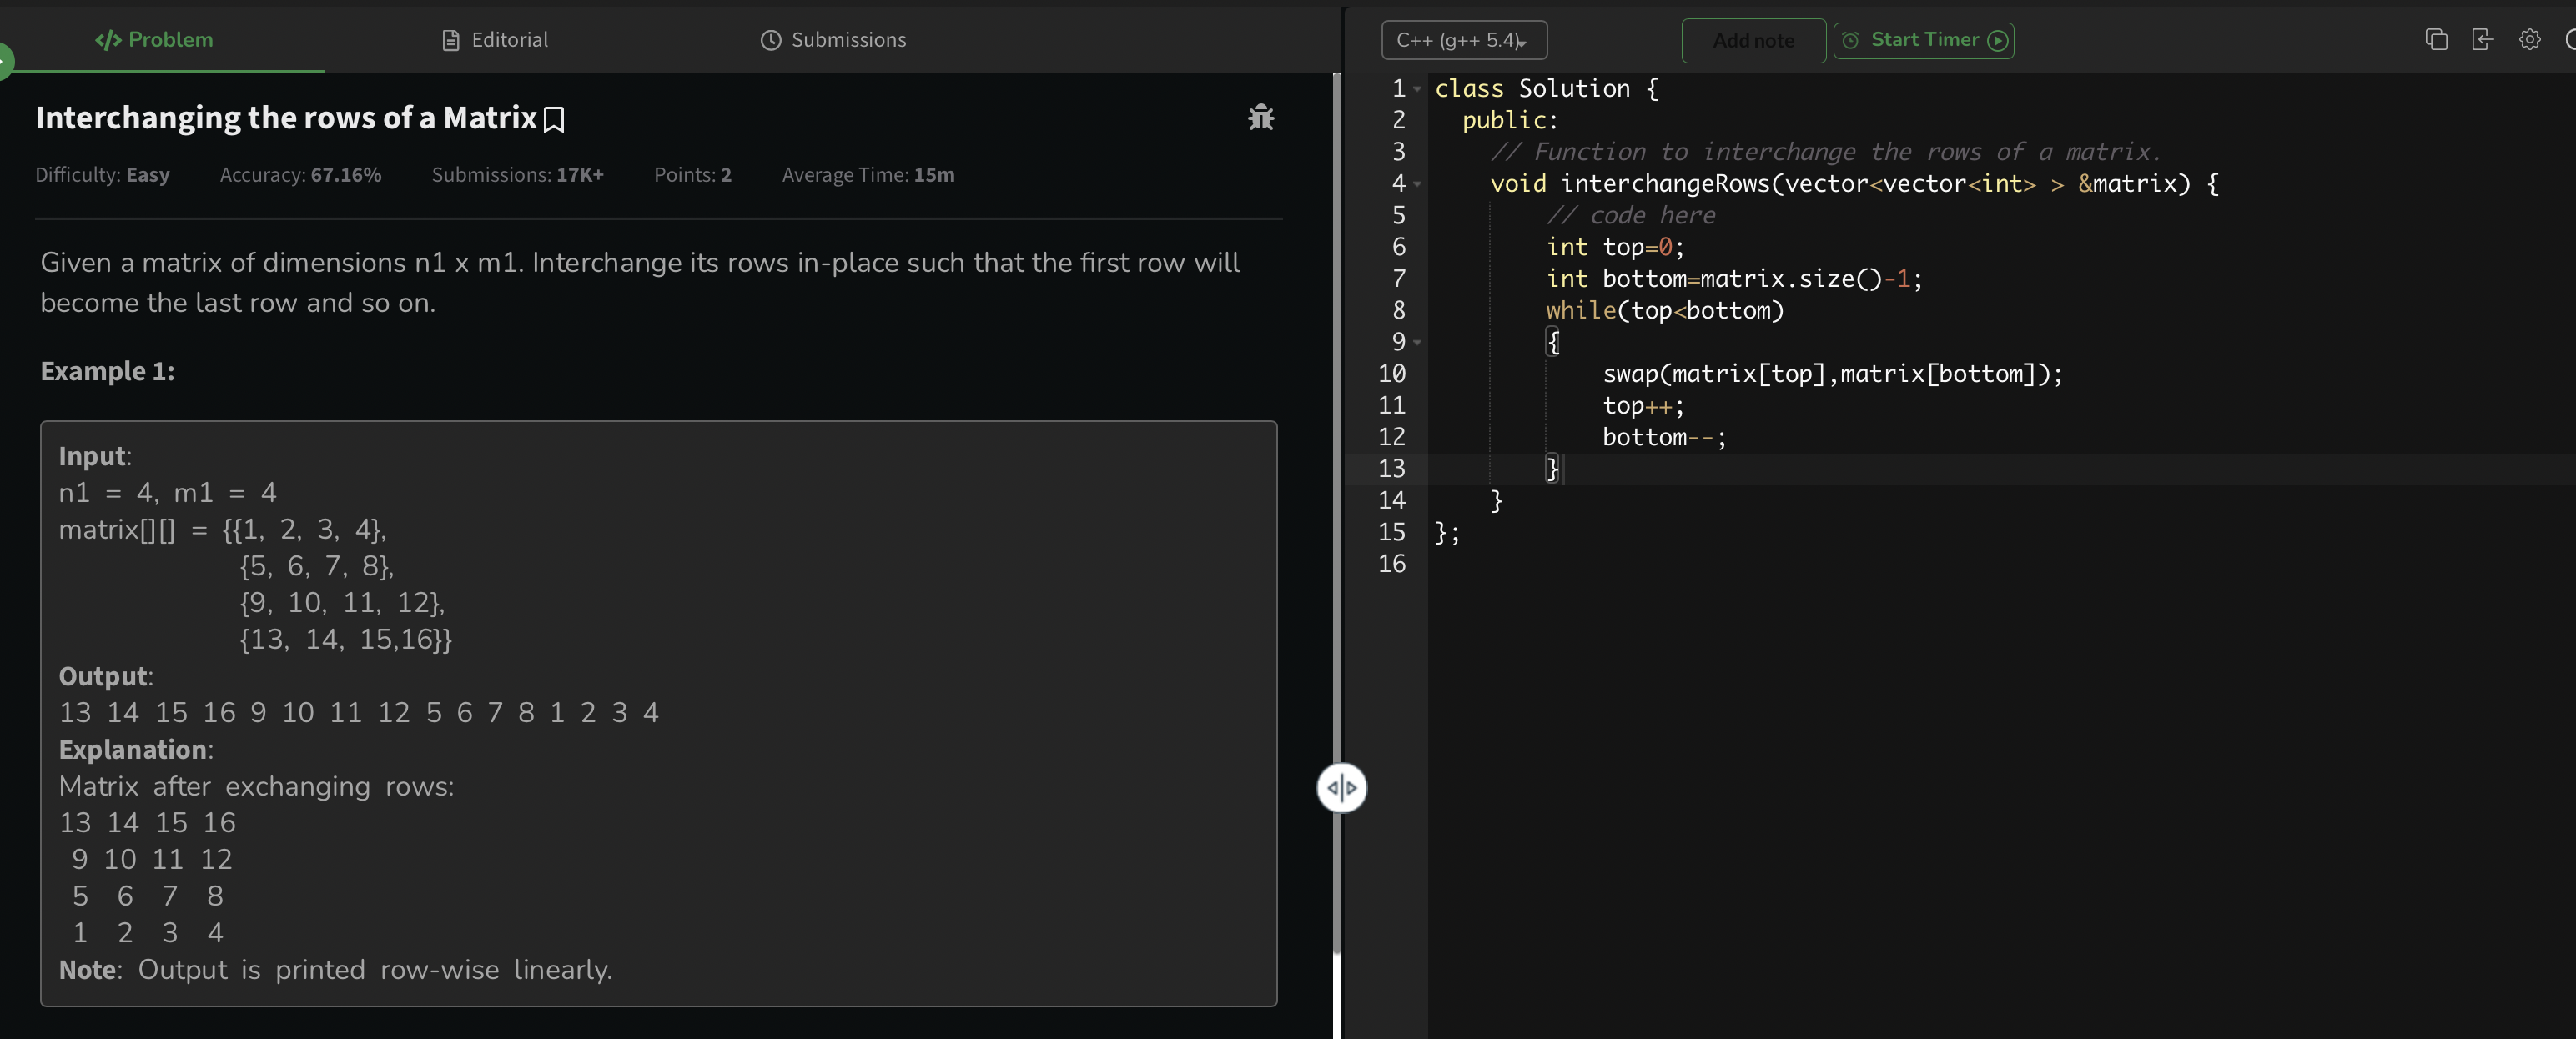 Problem
Editorial
Submissions
Interchanging the rows of a Matrix
Difficulty: Easy Accuracy: 67.16% Submissions: 17K+ Points: 2 Average Time: 15m
Given a matrix of dimensions n1 x m1. Interchange its rows in-place such that the first row will
become the last row and so on.
Example 1:
Input:
n1 = 4, m1 = 4
matrix[][] = {{1, 2, 3, 4},
{5, 6, 7, 8},
{9, 10, 11, 12},
{13, 14, 15,16}}
Output:
13 14 15 16 9 10 11 12 5 6 7 8 1 2 3 4
Explanation:
Matrix after exchanging rows:
13 14 15 16
9 10 11 12
5 6 7 8
1 2 3 4
Note: Output is printed row-wise linearly.
C++ (g++ 5.4)
Add note
Start Timer
1 class Solution {
2 public:
3 // Function to interchange the rows of a matrix.
4 void interchangeRows(vector<vector<int> > &matrix) {
5 // code here
6 int top=0;
7 int bottom=matrix.size()-1;
8 while(top<bottom)
9 {
10 swap(matrix[top],matrix[bottom]);
11 top++;
12 bottom--;
13 }
14 }
15 };
16